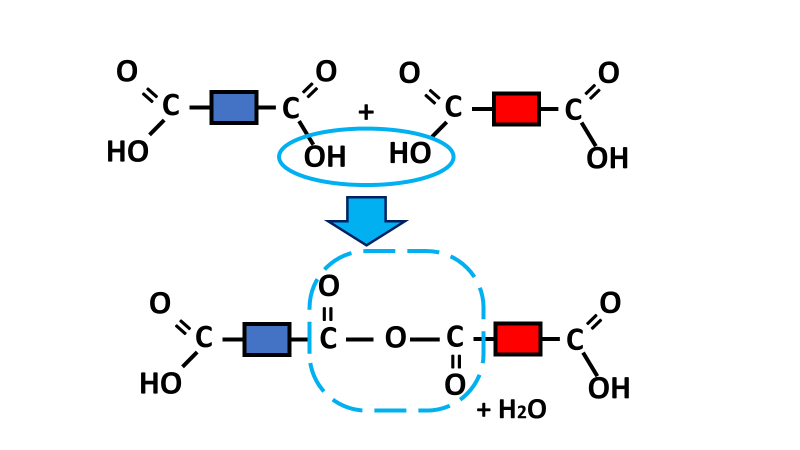 O O O O
C C + C C
HO OH HO OH
O
O O
C C O C C
HO O OH
+ H₂O